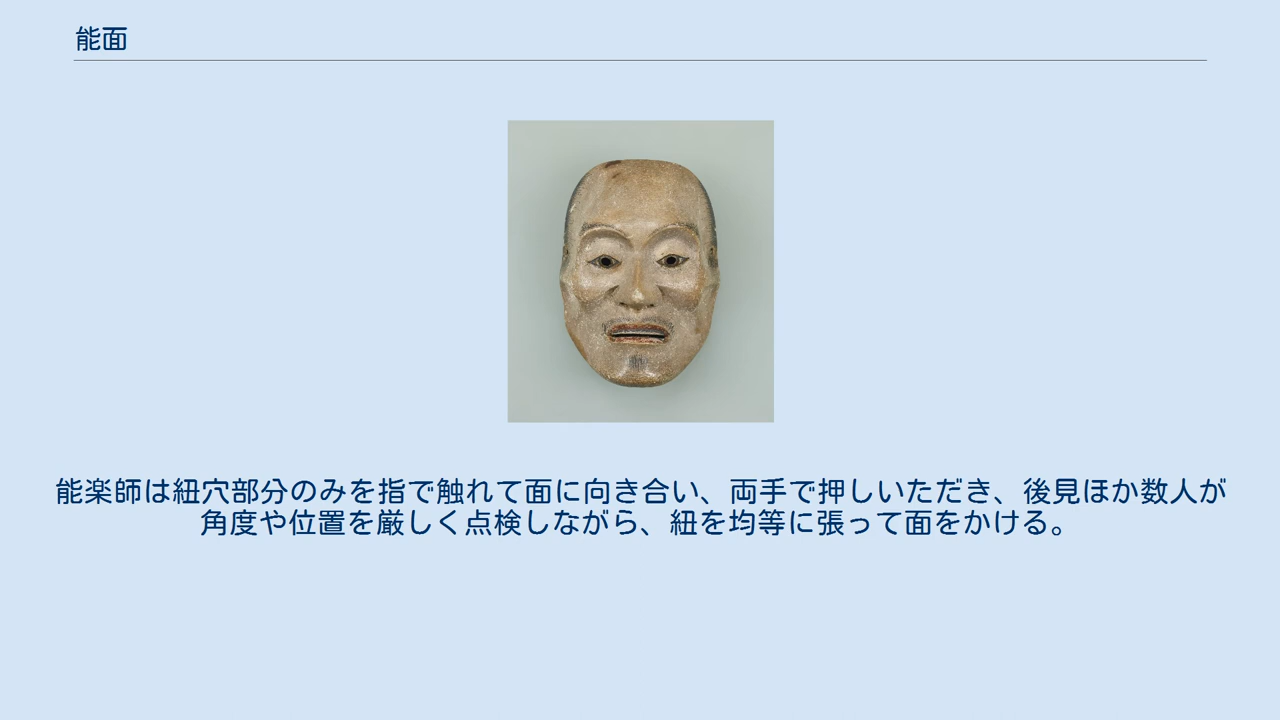 能面
能楽師は紐穴部分のみを指で触れて面に向き合い、両手で押しいただき、後見ほか数人が
角度や位置を厳しく点検しながら、紐を均等に張って面をかける。